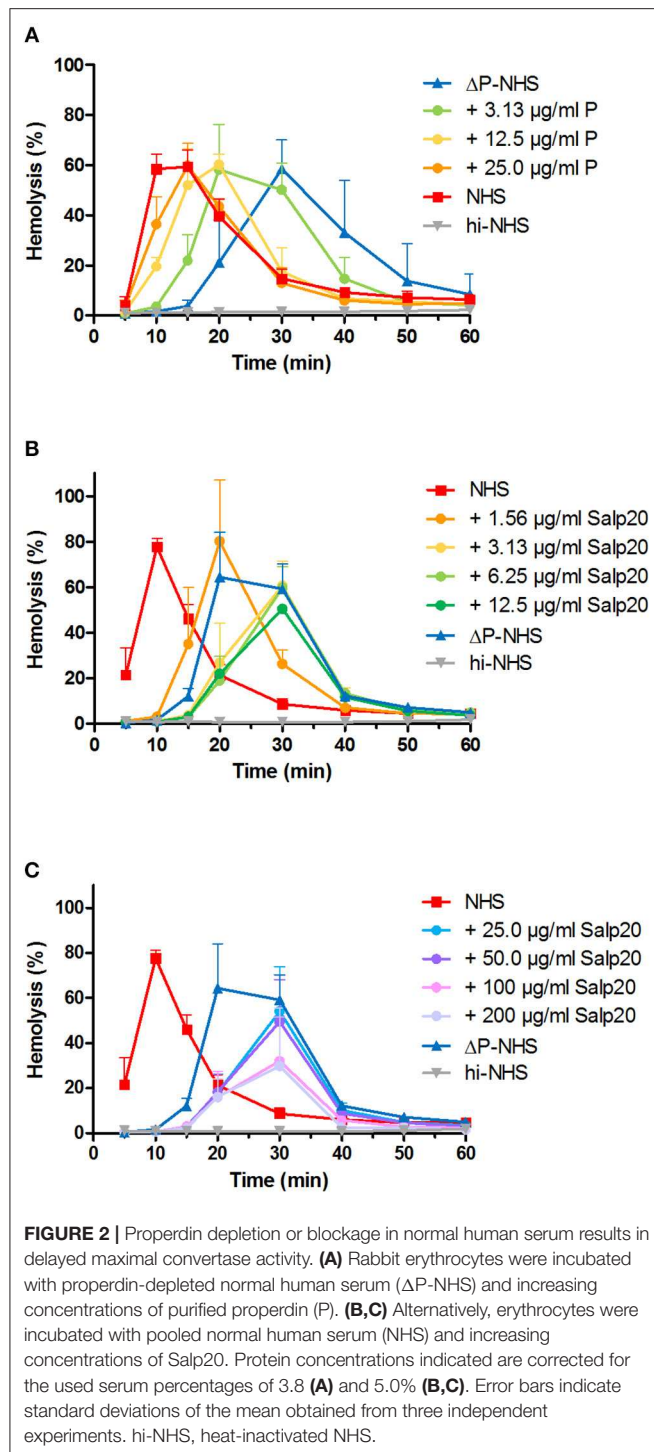 A
100
80
60
40
20
0
Hemolysis (%)
0 10 20 30 40 50 60
Time (min)
ΔP-NHS
+ 3.13 µg/ml P
+ 12.5 µg/ml P
+ 25.0 µg/ml P
NHS
hi-NHS
B
100
80
60
40
20
0
Hemolysis (%)
0 10 20 30 40 50 60
Time (min)
NHS
+ 1.56 µg/ml Salp20
+ 3.13 µg/ml Salp20
+ 6.25 µg/ml Salp20
+ 12.5 µg/ml Salp20
ΔP-NHS
hi-NHS
C
100
80
60
40
20
0
Hemolysis (%)
0 10 20 30 40 50 60
Time (min)
NHS
+ 25.0 µg/ml Salp20
+ 50.0 µg/ml Salp20
+ 100 µg/ml Salp20
+ 200 µg/ml Salp20
ΔP-NHS
hi-NHS
FIGURE 2 | Properdin depletion or blockage in normal human serum results in
delayed maximal convertase activity. (A) Rabbit erythrocytes were incubated
with properdin-depleted normal human serum (ΔP-NHS) and increasing
concentrations of purified properdin (P). (B,C) Alternatively, erythrocytes were
incubated with pooled normal human serum (NHS) and increasing
concentrations of Salp20. Protein concentrations indicated are corrected for
the used serum percentages of 3.8 (A) and 5.0% (B,C). Error bars indicate
standard deviations of the mean obtained from three independent
experiments. hi-NHS, heat-inactivated NHS.